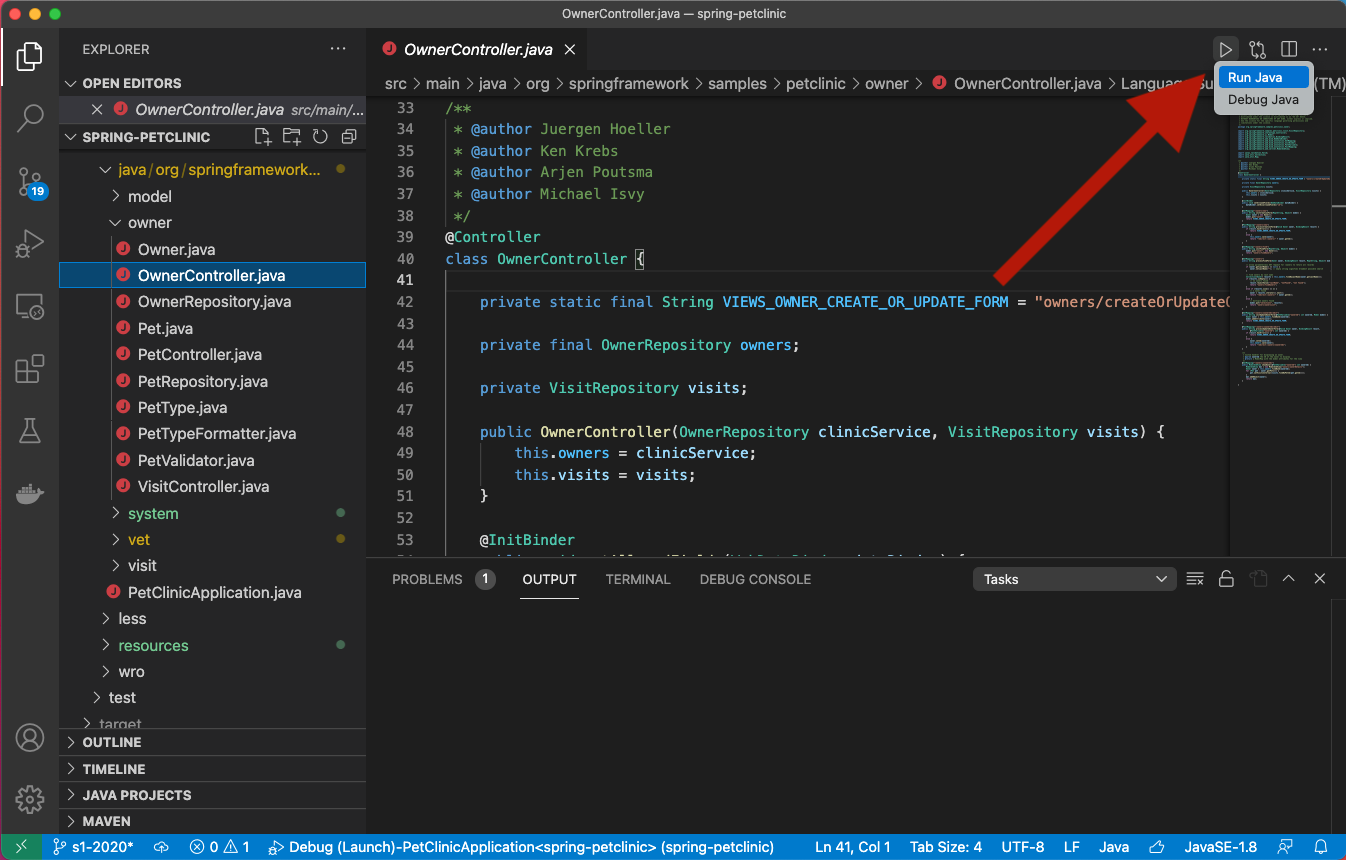 OwnerController.java — spring-petclinic
EXPLORER
OPEN EDITORS
OwnerController.java src/main/...
SPRING-PETCLINIC
java/org/springframework...
model
owner
Owner.java
OwnerController.java
OwnerRepository.java
Pet.java
PetController.java
PetRepository.java
PetType.java
PetTypeFormatter.java
PetValidator.java
VisitController.java
system
vet
visit
PetClinicApplication.java
less
resources
wro
test
target
OUTLINE
TIMELINE
JAVA PROJECTS
MAVEN
19
OwnerController.java
src > main > java > org > springframework > samples > petclinic > owner > OwnerController.java > Language Su (TM)
Run Java
Debug Java
33 /**
34 * @author Juergen Hoeller
35 * @author Ken Krebs
36 * @author Arjen Poutsma
37 * @author Michael Isvy
38 */
39 @Controller
40 class OwnerController {
41
42 private static final String VIEWS_OWNER_CREATE_OR_UPDATE_FORM = "owners/createOrUpdateO
43
44 private final OwnerRepository owners;
45
46 private VisitRepository visits;
47
48 public OwnerController(OwnerRepository clinicService, VisitRepository visits) {
49 this.owners = clinicService;
50 this.visits = visits;
51 }
52
53 @InitBinder
PROBLEMS 1 OUTPUT TERMINAL DEBUG CONSOLE Tasks
s1-2020* 0 1 Debug (Launch)-PetClinicApplication<spring-petclinic> (spring-petclinic) Ln 41, Col 1 Tab Size: 4 UTF-8 LF Java JavaSE-1.8